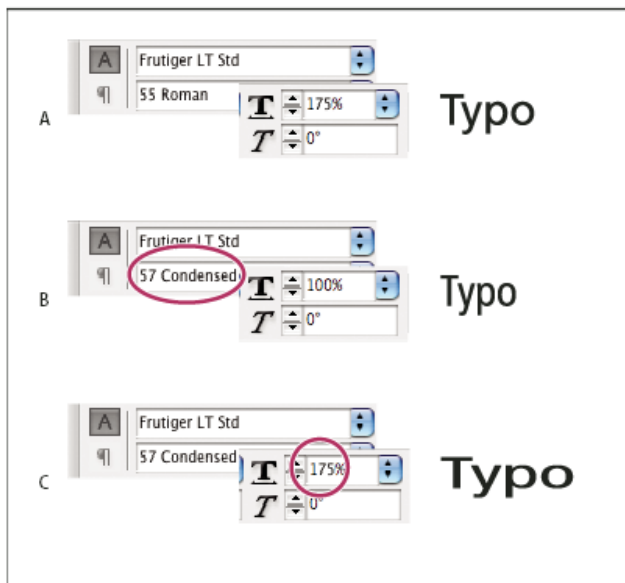 A
Frutiger LT Std
¶
55 Roman
T
175%
T
0°
A
Typo
A
Frutiger LT Std
¶
57 Condensed
T
100%
T
0°
B
Typo
A
Frutiger LT Std
¶
57 Condensed
T
175%
T
0°
C
Typo